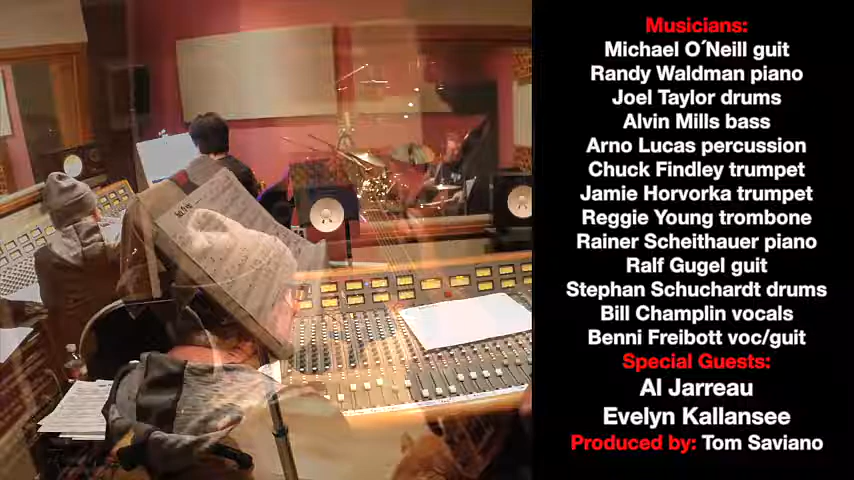 Musicians:
Michael O´Neill guit
Randy Waldman piano
Joel Taylor drums
Alvin Mills bass
Arno Lucas percussion
Chuck Findley trumpet
Jamie Horvorka trumpet
Reggie Young trombone
Rainer Scheithauer piano
Ralf Gugel guit
Stephan Schuchardt drums
Bill Champlin vocals
Benni Freibott voc/guit
Special Guests:
Al Jarreau
Evelyn Kallansee
Produced by: Tom Saviano